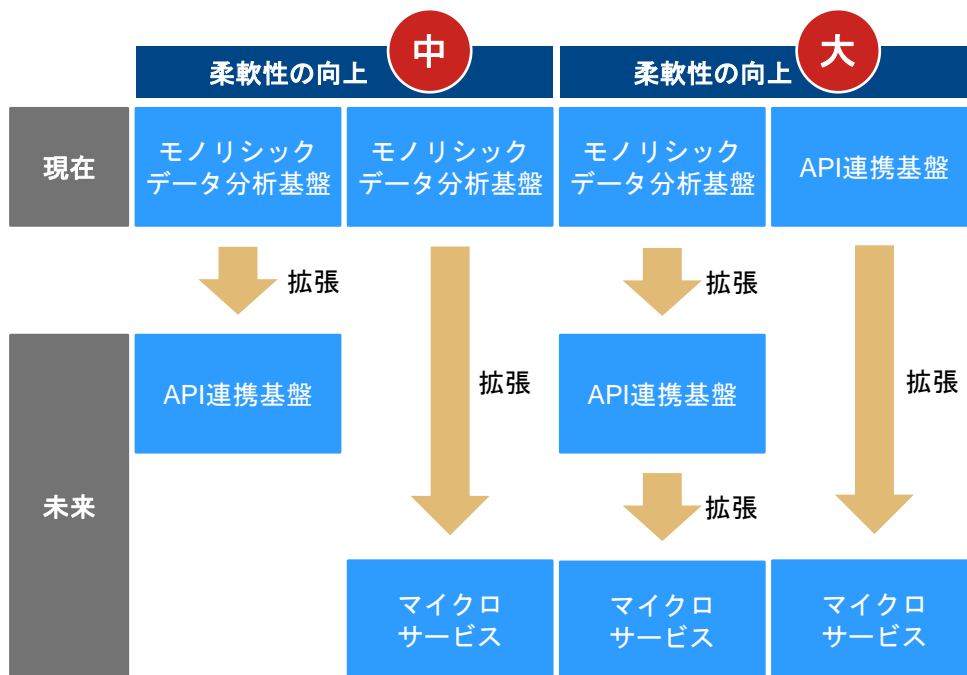 柔軟性の向上
中
柔軟性の向上
大
現在
モノリシック
データ分析基盤
モノリシック
データ分析基盤
モノリシック
データ分析基盤
API連携基盤
拡張
拡張
未来
API連携基盤
拡張
API連携基盤
拡張
拡張
マイクロ
サービス
マイクロ
サービス
マイクロ
サービス